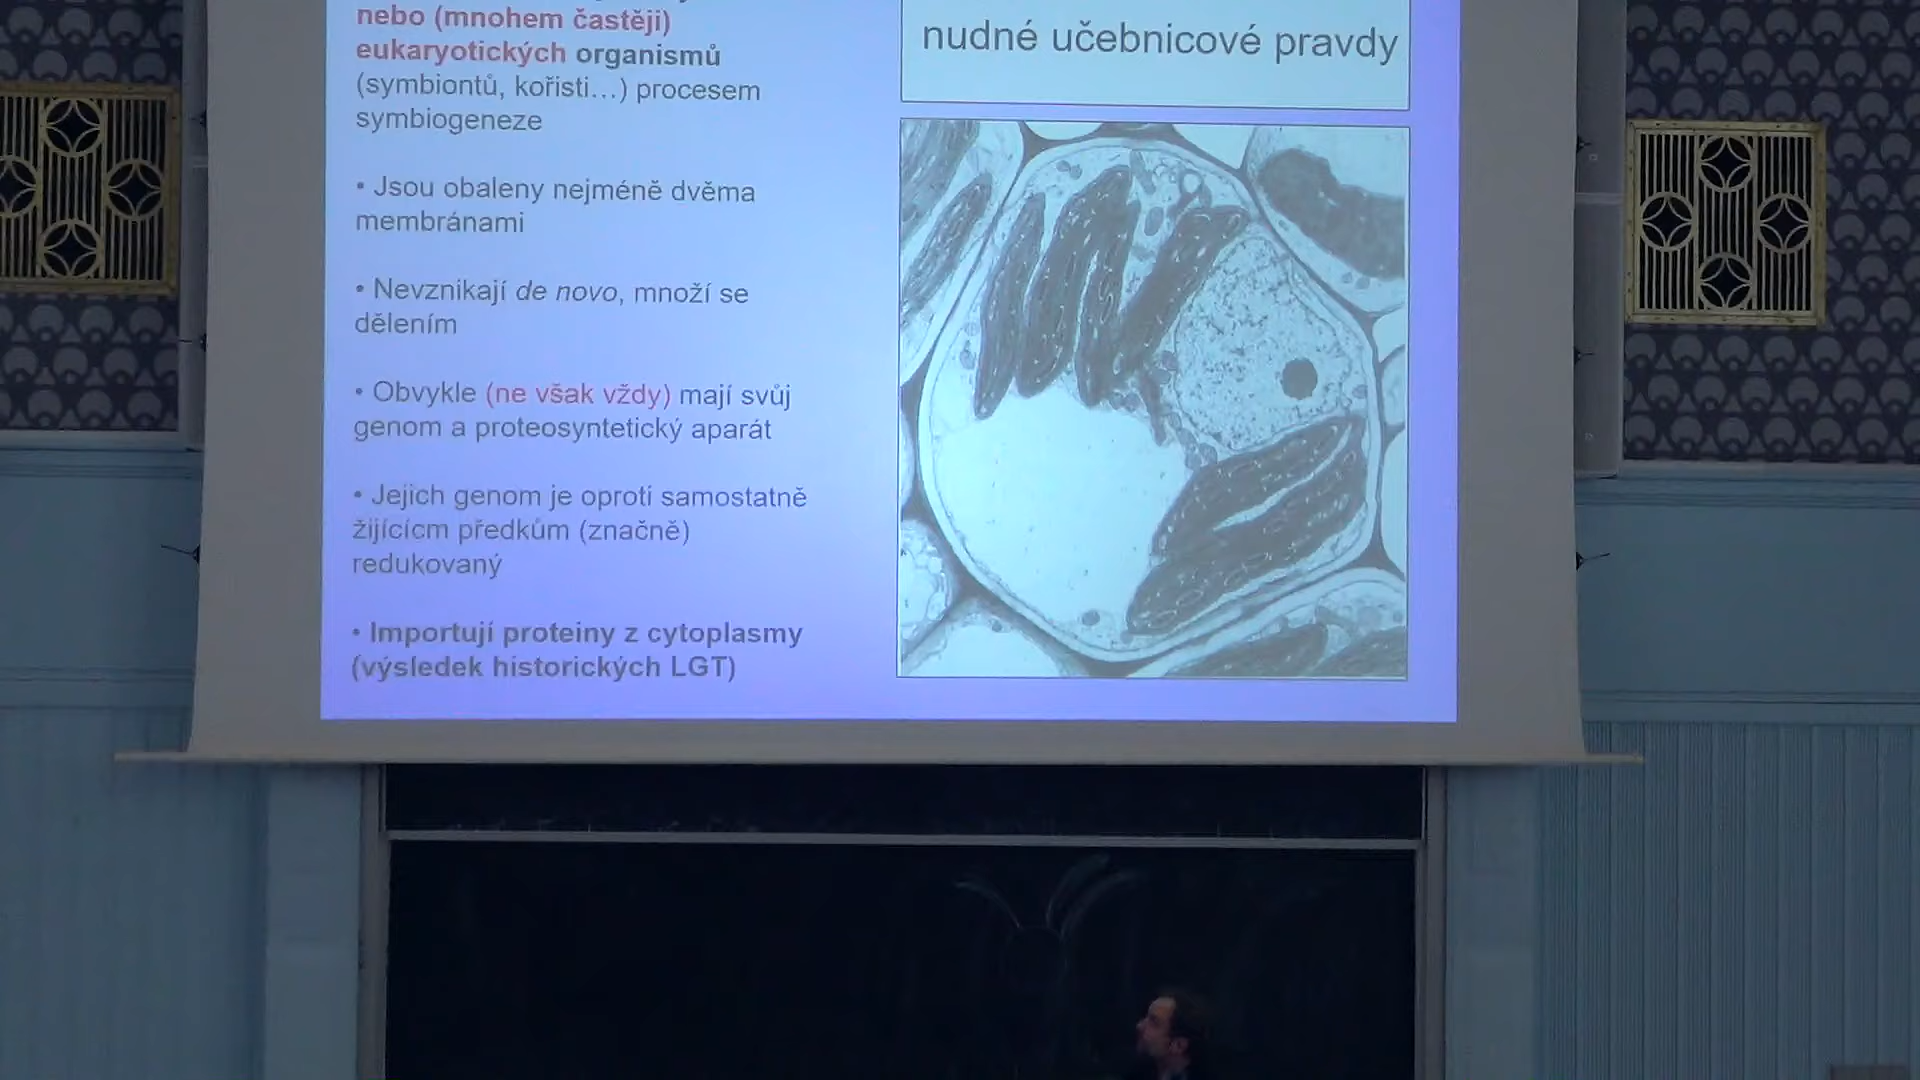 nebo (mnohem častěji)
eukaryotických organismů
(symbiontů, kořisti...) procesem
symbiogeneze
• Jsou obaleny nejméně dvěma
membránami
• Nevznikají de novo, množí se
dělením
• Obvykle (ne však vždy) mají svůj
genom a proteosyntetický aparát
• Jejich genom je oproti samostatně
žijícícm předkům (značně)
redukovaný
• Importují proteiny z cytoplasmy
(výsledek historických LGT)
nudné učebnicové pravdy